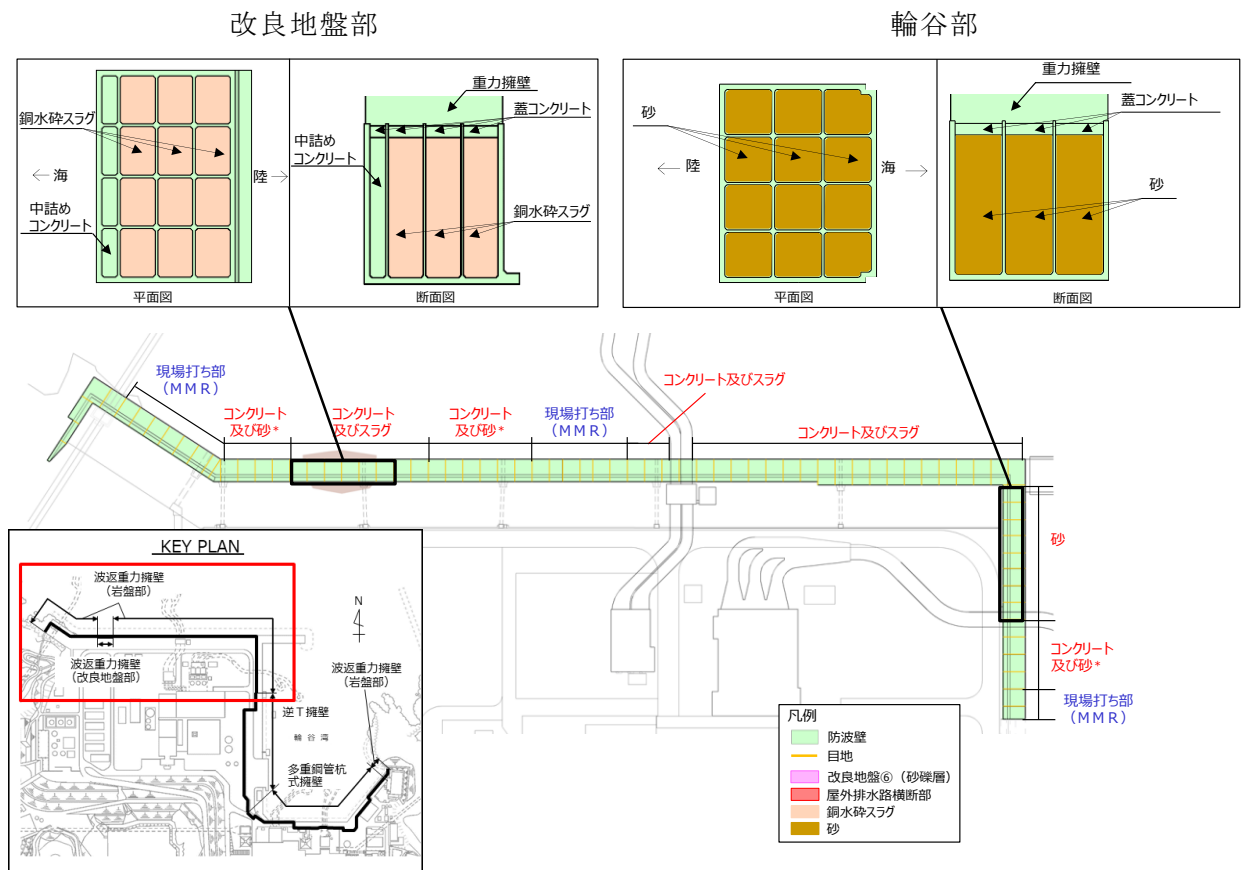 改良地盤部
輪谷部
銅水砕スラグ
← 海
陸 →
中詰め
コンクリート
平面図
重力擁壁
蓋コンクリート
中詰め
コンクリート
銅水砕スラグ
断面図
砂
← 陸
海 →
平面図
重力擁壁
蓋コンクリート
砂
断面図
現場打ち部
(MMR)
コンクリート
及び砂*
コンクリート
及びスラグ
コンクリート
及び砂*
現場打ち部
(MMR)
コンクリート及びスラグ
コンクリート及びスラグ
砂
コンクリート
及び砂*
現場打ち部
(MMR)
KEY PLAN
波返重力擁壁
(岩盤部)
N
波返重力擁壁
(改良地盤部)
波返重力擁壁
(岩盤部)
逆T擁壁
輪谷湾
多重鋼管杭
式擁壁
凡例
防波壁
目地
改良地盤⑥(砂礫層)
屋外排水路横断部
銅水砕スラグ
砂